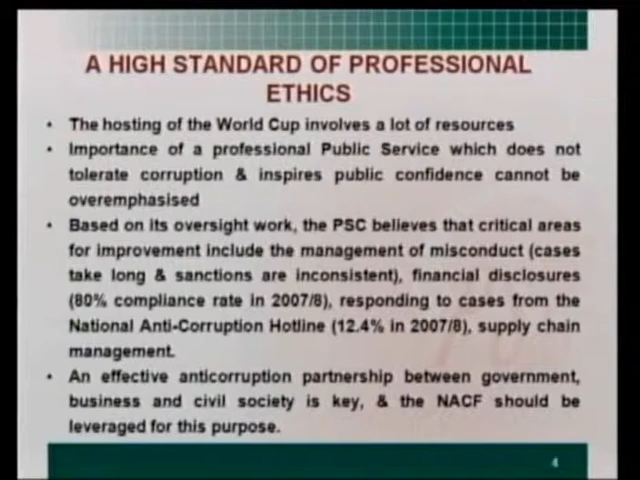 A HIGH STANDARD OF PROFESSIONAL
ETHICS
• The hosting of the World Cup involves a lot of resources
• Importance of a professional Public Service which does not
tolerate corruption & inspires public confidence cannot be
overemphasised
• Based on its oversight work, the PSC believes that critical areas
for improvement include the management of misconduct (cases
take long & sanctions are inconsistent), financial disclosures
(80% compliance rate in 2007/8), responding to cases from the
National Anti-Corruption Hotline (12.4% in 2007/8), supply chain
management.
• An effective anticorruption partnership between government,
business and civil society is key, & the NACF should be
leveraged for this purpose.
4